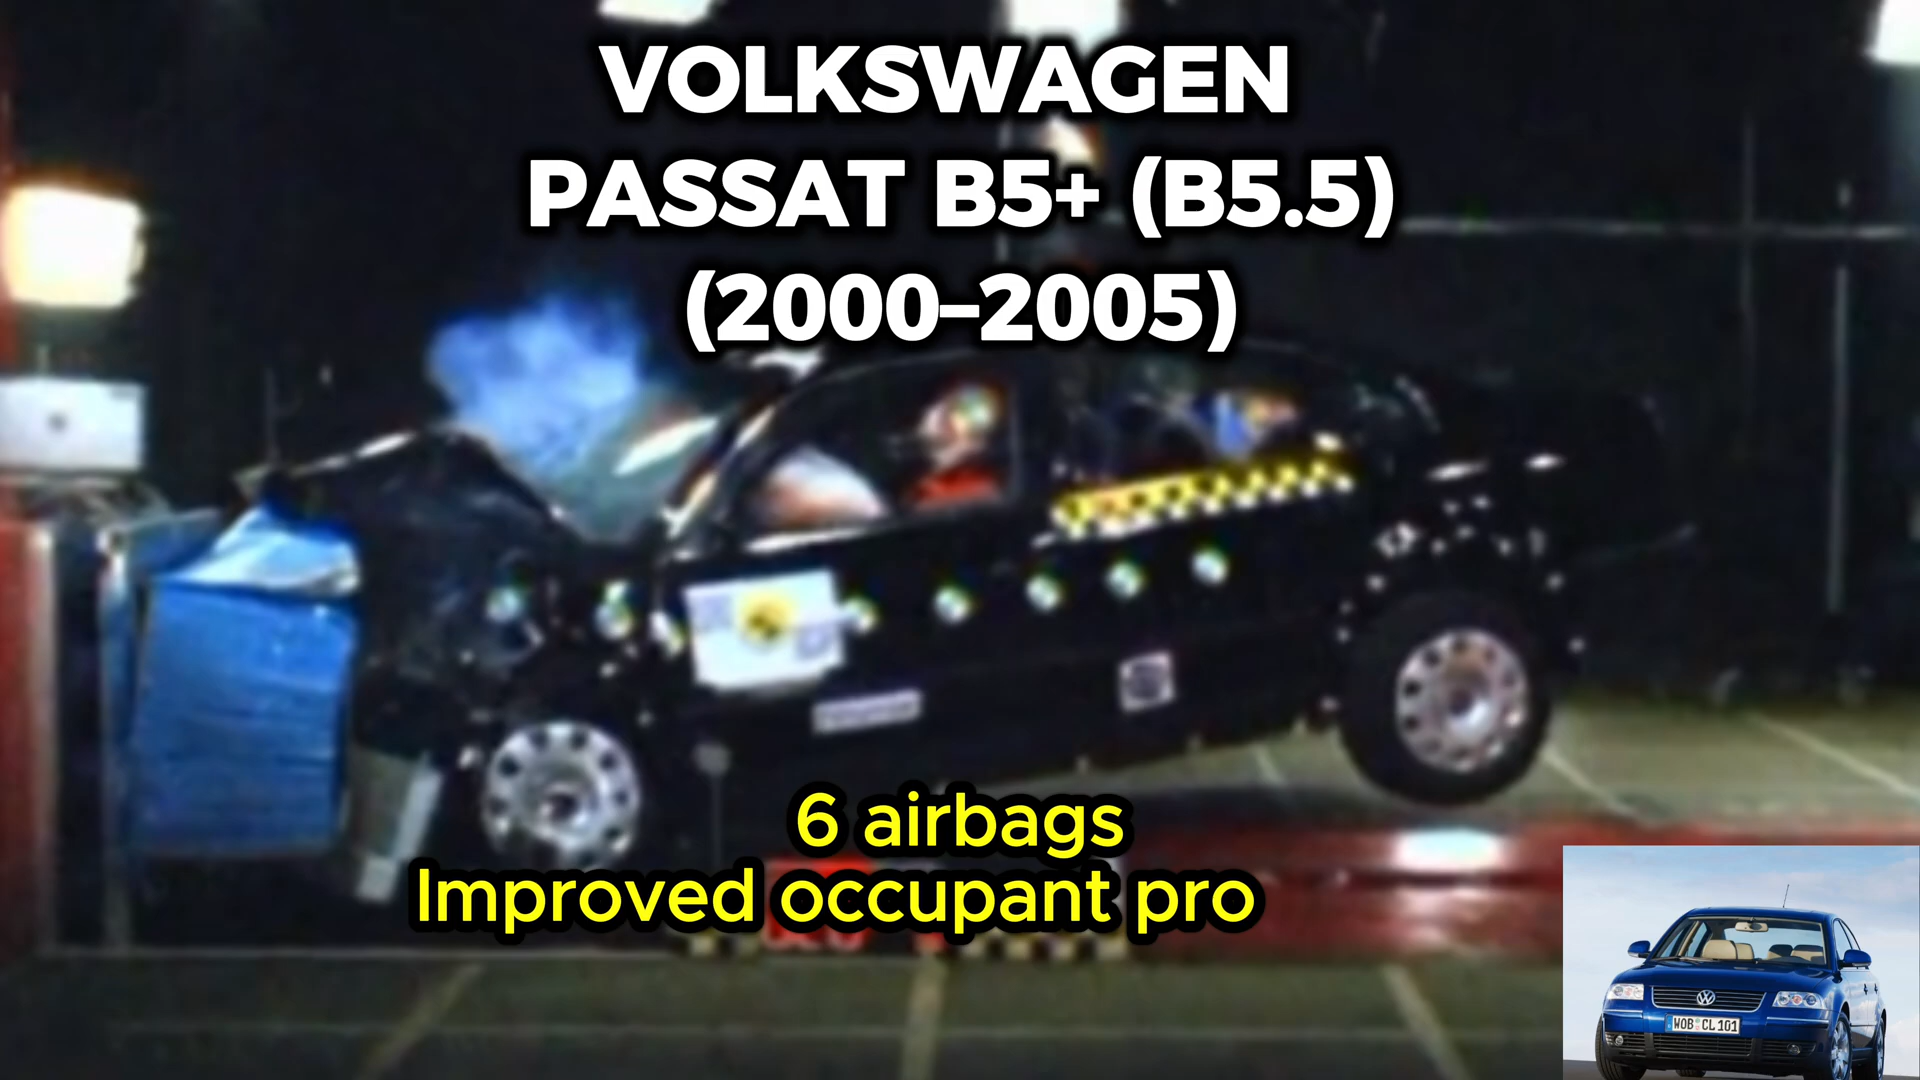 VOLKSWAGEN
PASSAT B5+ (B5.5)
(2000–2005)
6 airbags
Improved occupant pro
WOB CL 101